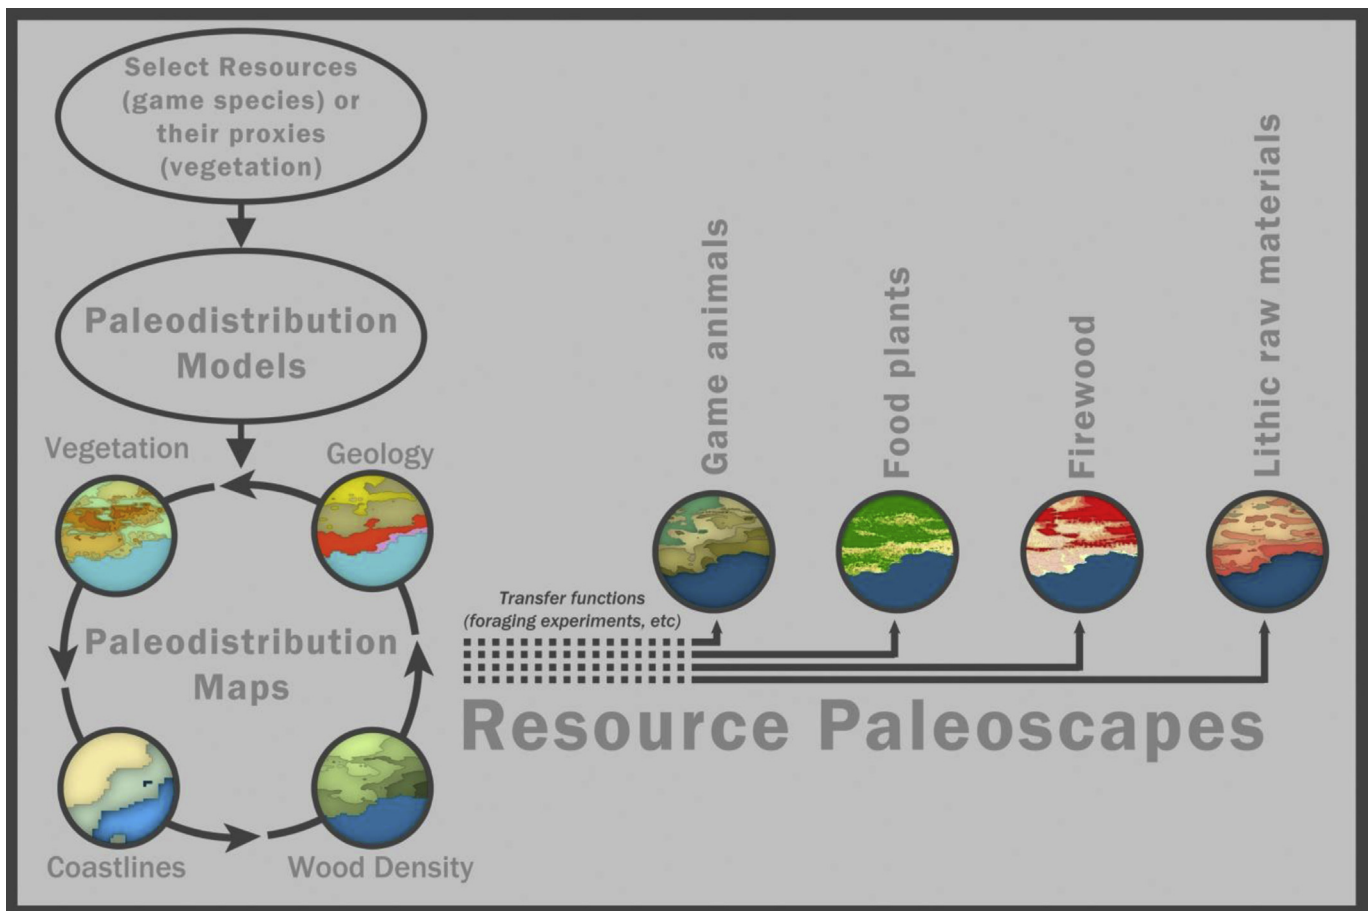 Select Resources
(game species) or
their proxies
(vegetation)
Paleodistribution
Models
Vegetation
Geology
Paleodistribution
Maps
Coastlines
Wood Density
Transfer functions
(foraging experiments, etc)
Game animals
Food plants
Firewood
Lithic raw materials
Resource Paleoscapes